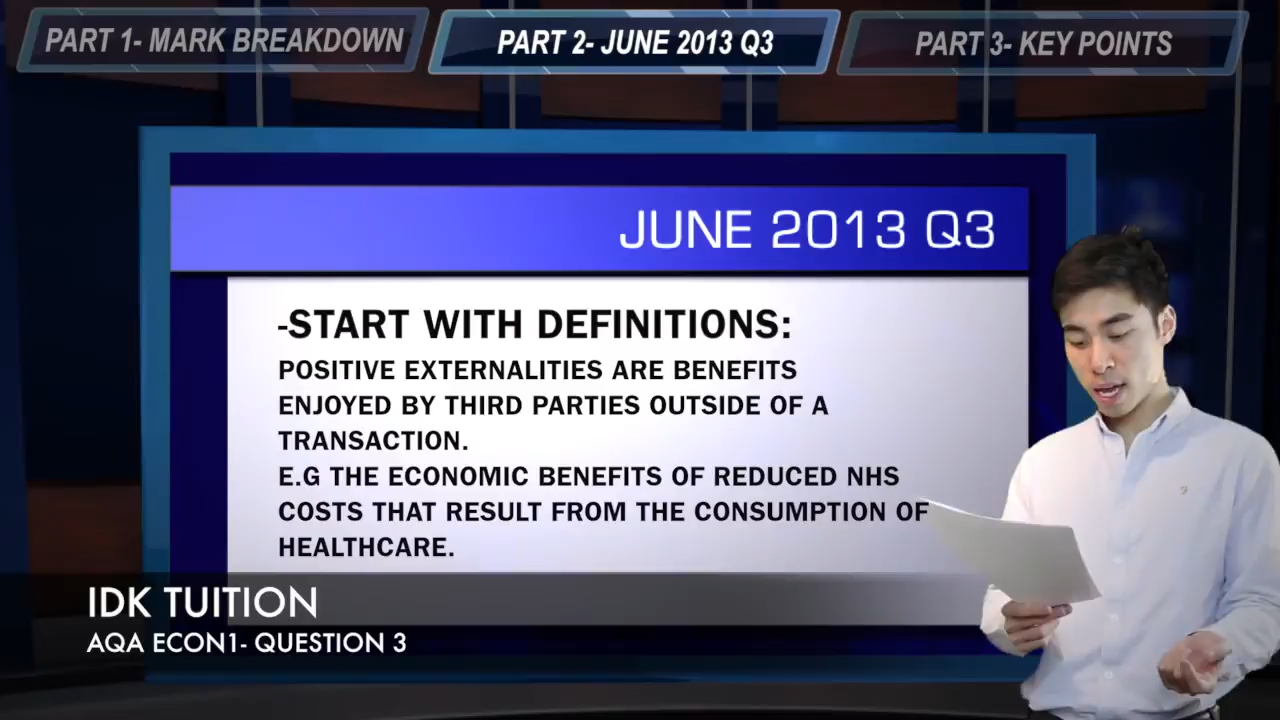 PART 1- MARK BREAKDOWN
PART 2- JUNE 2013 Q3
PART 3- KEY POINTS
JUNE 2013 Q3
-START WITH DEFINITIONS:
POSITIVE EXTERNALITIES ARE BENEFITS
ENJOYED BY THIRD PARTIES OUTSIDE OF A
TRANSACTION.
E.G THE ECONOMIC BENEFITS OF REDUCED NHS
COSTS THAT RESULT FROM THE CONSUMPTION OF
HEALTHCARE.
IDK TUITION
AQA ECON1- QUESTION 3